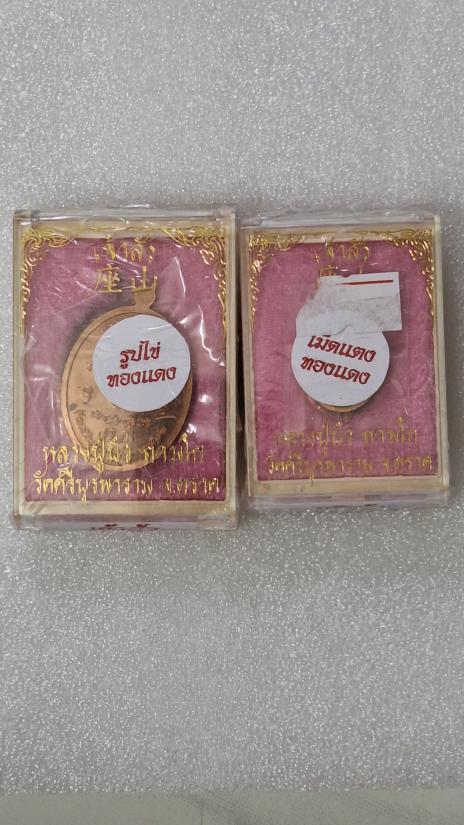 เจ้าสัว
座山
รูปไข่
ทองแดง
หลวงปู่บัว ถามโก
วัดศรีบูรพาราม จ.ตราด
เจ้าสัว
เม็ดแตง
ทองแดง
หลวงปู่บัว ถามโก
วัดศรีบูรพาราม จ.ตราด